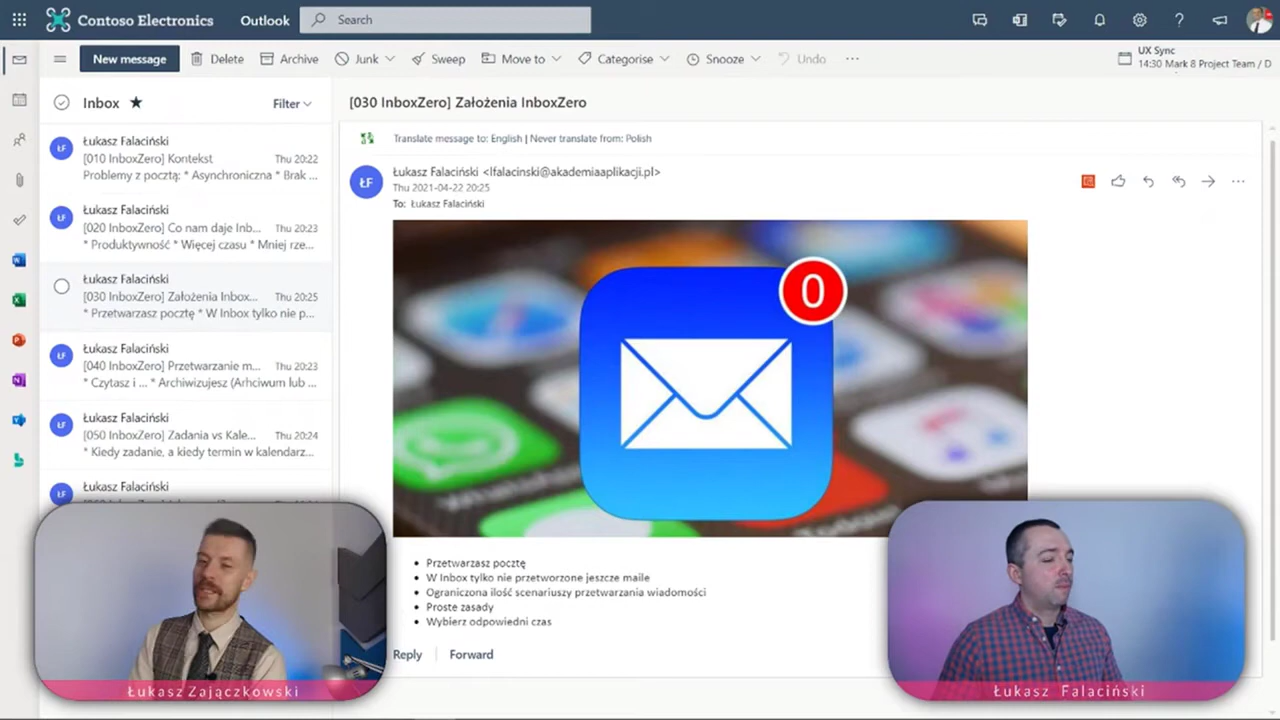 Contoso Electronics
Outlook
Search
New message
Delete
Archive
Junk
Sweep
Move to
Categorise
Snooze
Undo
UX Sync
14:30 Mark 8 Project Team / D
Inbox ★
Filter
ŁF
Łukasz Falaciński
[010 InboxZero] Kontekst
Thu 20:22
Problemy z pocztą: * Asynchroniczna * Brak ...
ŁF
Łukasz Falaciński
[020 InboxZero] Co nam daje Inb...
Thu 20:23
* Produktywność * Więcej czasu * Mniej rze...
Łukasz Falaciński
[030 InboxZero] Założenia Inbox...
Thu 20:25
* Przetwarzasz pocztę * W Inbox tylko nie p...
ŁF
Łukasz Falaciński
[040 InboxZero] Przetwarzanie m...
Thu 20:23
* Czytasz i ... * Archiwizujesz (Arhciwum lub ...
ŁF
Łukasz Falaciński
[050 InboxZero] Zadania vs Kale...
Thu 20:24
* Kiedy zadanie, a kiedy termin w kalendarz...
ŁF
Łukasz Falaciński
[030 InboxZero] Założenia InboxZero
Translate message to: English | Never translate from: Polish
ŁF
Łukasz Falaciński <lfalacinski@akademiaaplikacji.pl>
Thu 2021-04-22 20:25
To: Łukasz Falaciński
0
WhatsApp
• Przetwarzasz pocztę
• W Inbox tylko nie przetworzone jeszcze maile
• Ograniczona ilość scenariuszy przetwarzania wiadomości
• Proste zasady
• Wybierz odpowiedni czas
Reply
Forward
Łukasz Zajączkowski
Łukasz Falaciński